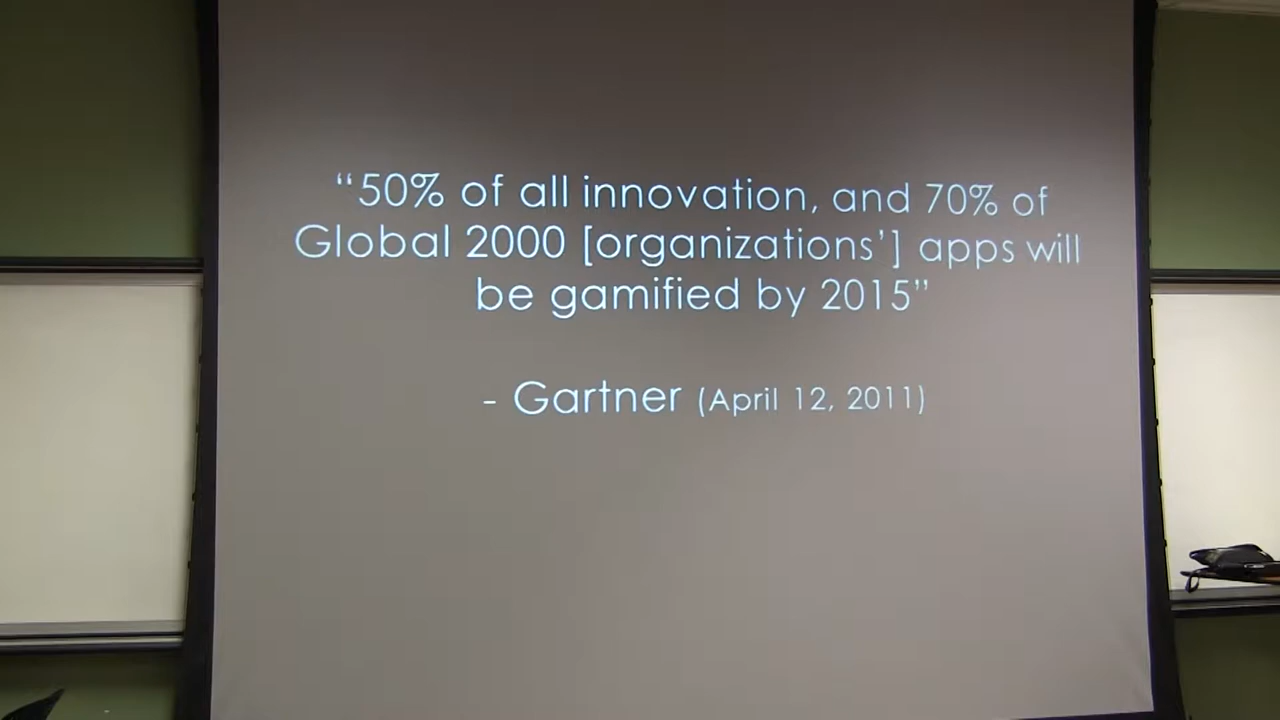 “50% of all innovation, and 70% of
Global 2000 [organizations’] apps will
be gamified by 2015”
- Gartner (April 12, 2011)